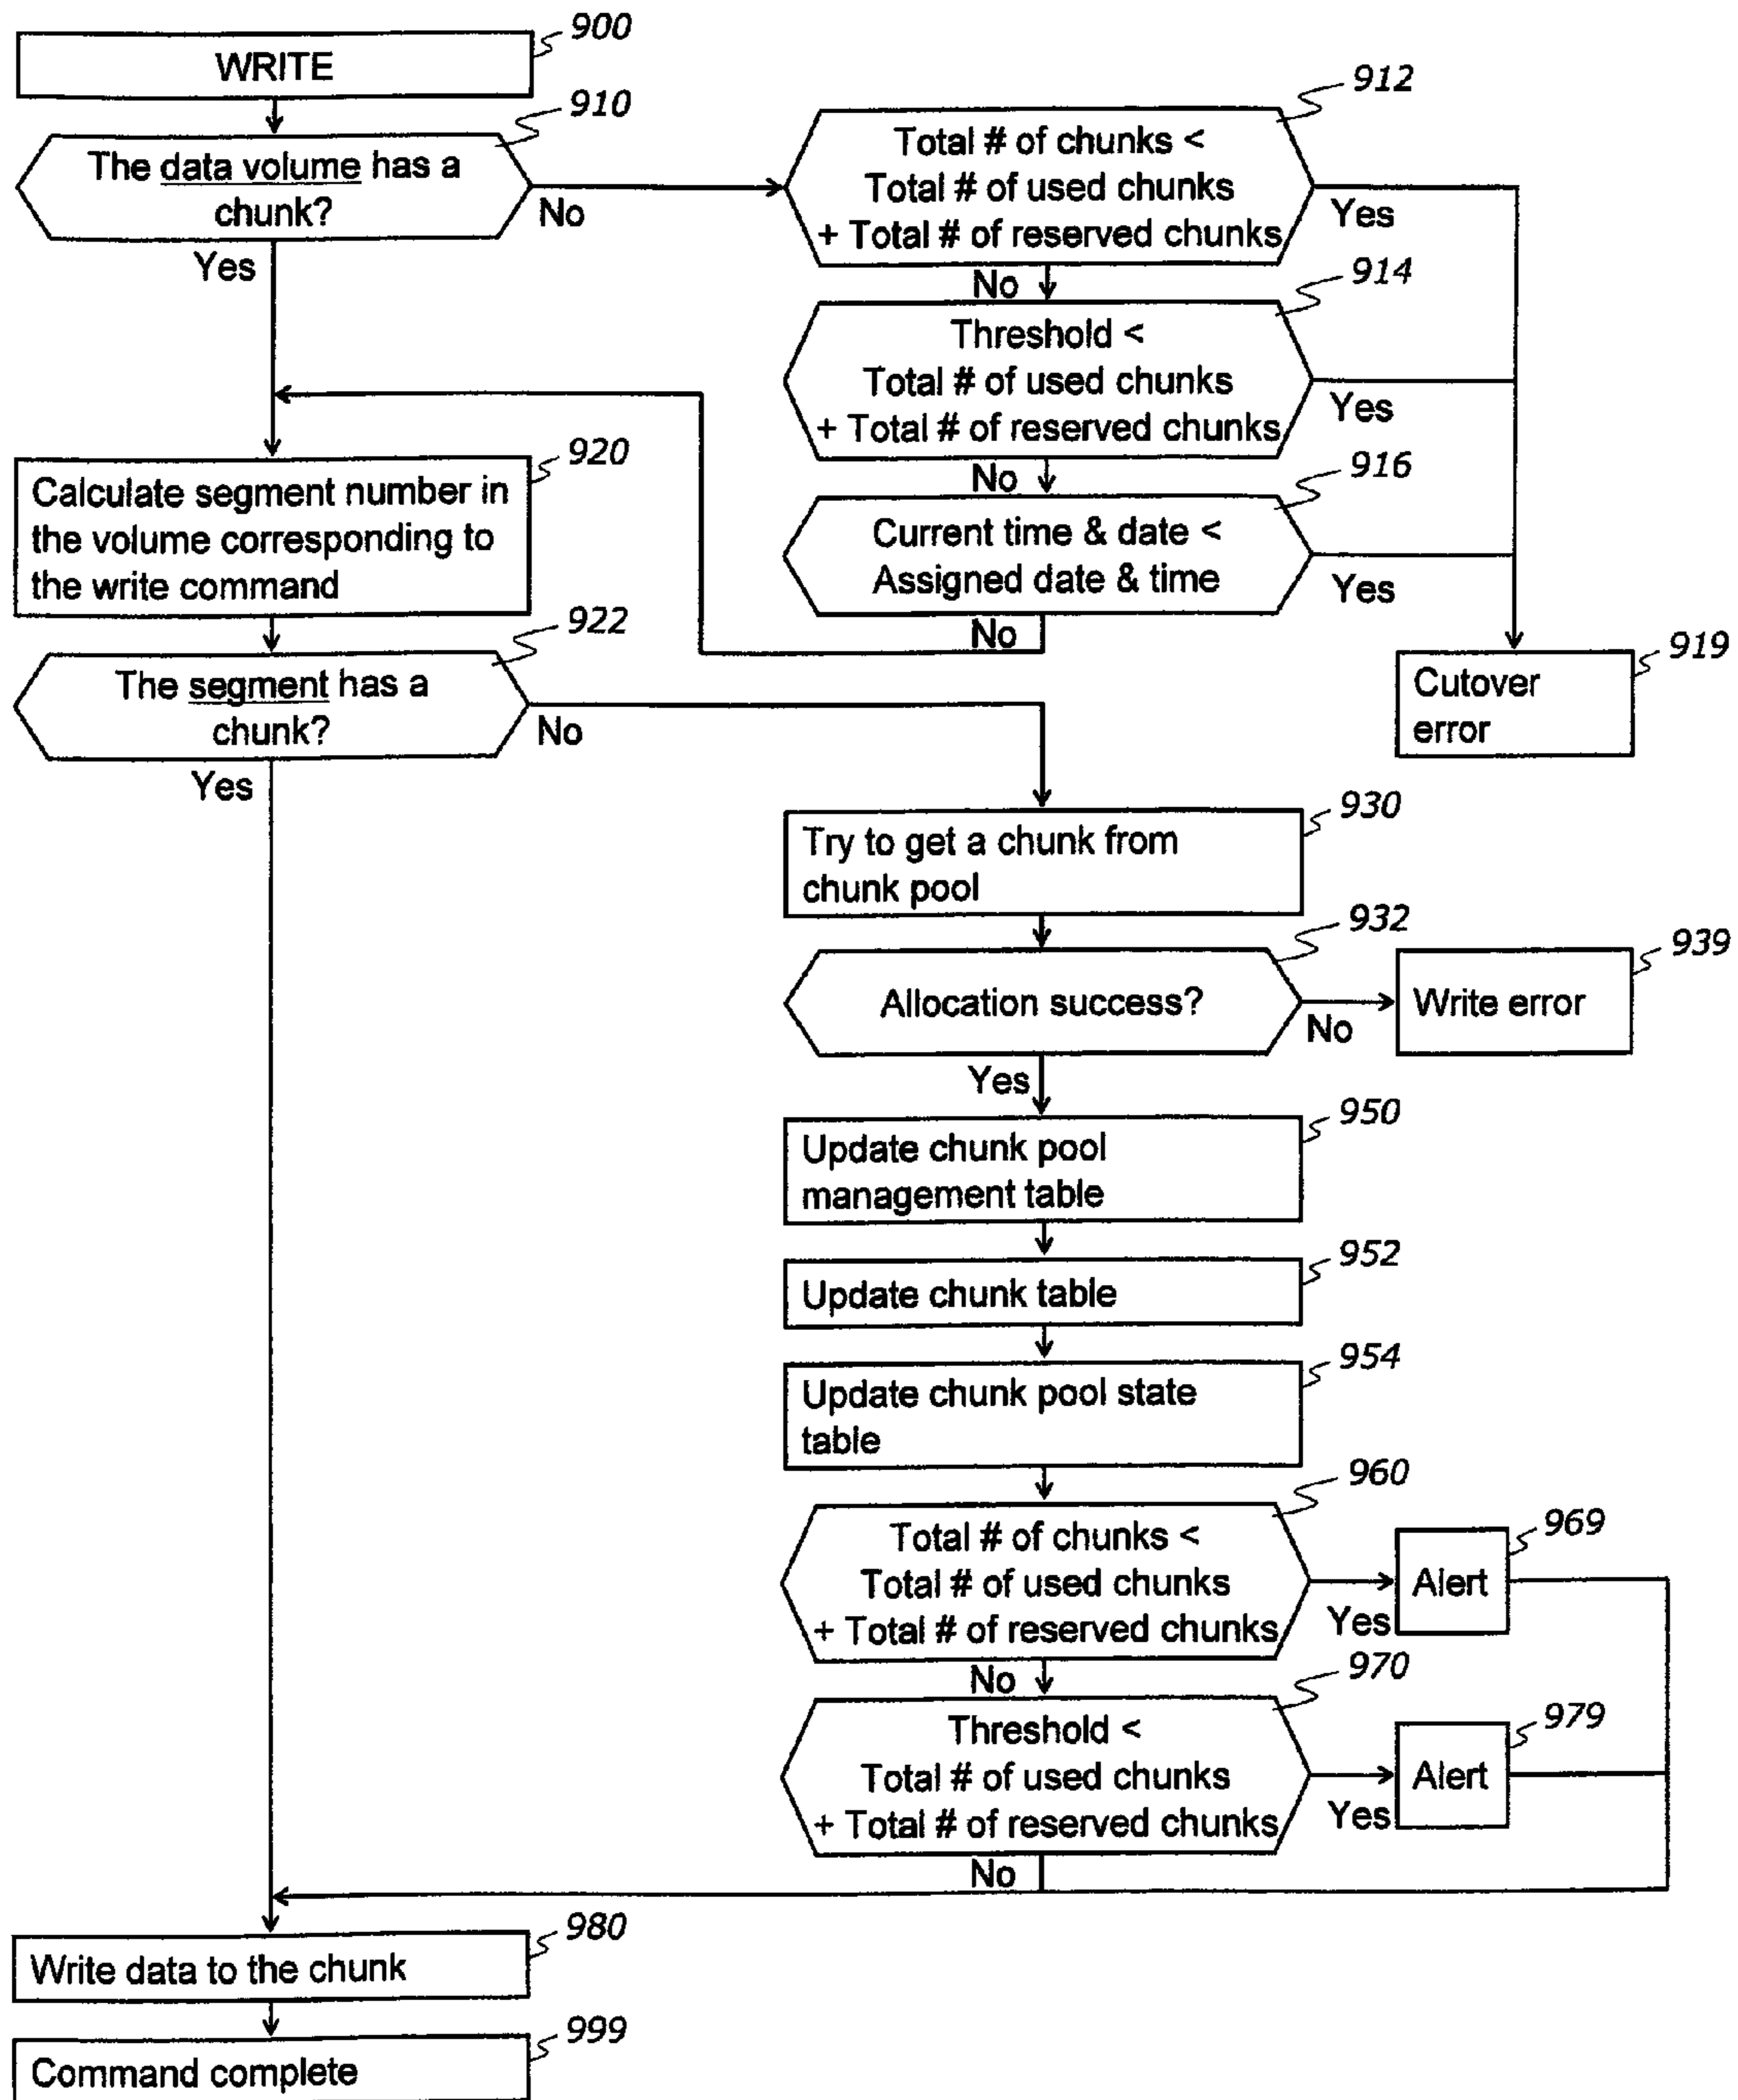 900
WRITE
910
The data volume has a
chunk?
No
Yes
912
Total # of chunks <
Total # of used chunks
+ Total # of reserved chunks
Yes
No
914
Threshold <
Total # of used chunks
+ Total # of reserved chunks
Yes
No
916
Current time & date <
Assigned date & time
Yes
No
919
Cutover
error
920
Calculate segment number in
the volume corresponding to
the write command
922
The segment has a
chunk?
No
Yes
930
Try to get a chunk from
chunk pool
932
Allocation success?
No
939
Write error
Yes
950
Update chunk pool
management table
952
Update chunk table
954
Update chunk pool state
table
960
Total # of chunks <
Total # of used chunks
+ Total # of reserved chunks
Yes
969
Alert
No
970
Threshold <
Total # of used chunks
+ Total # of reserved chunks
Yes
979
Alert
No
980
Write data to the chunk
999
Command complete